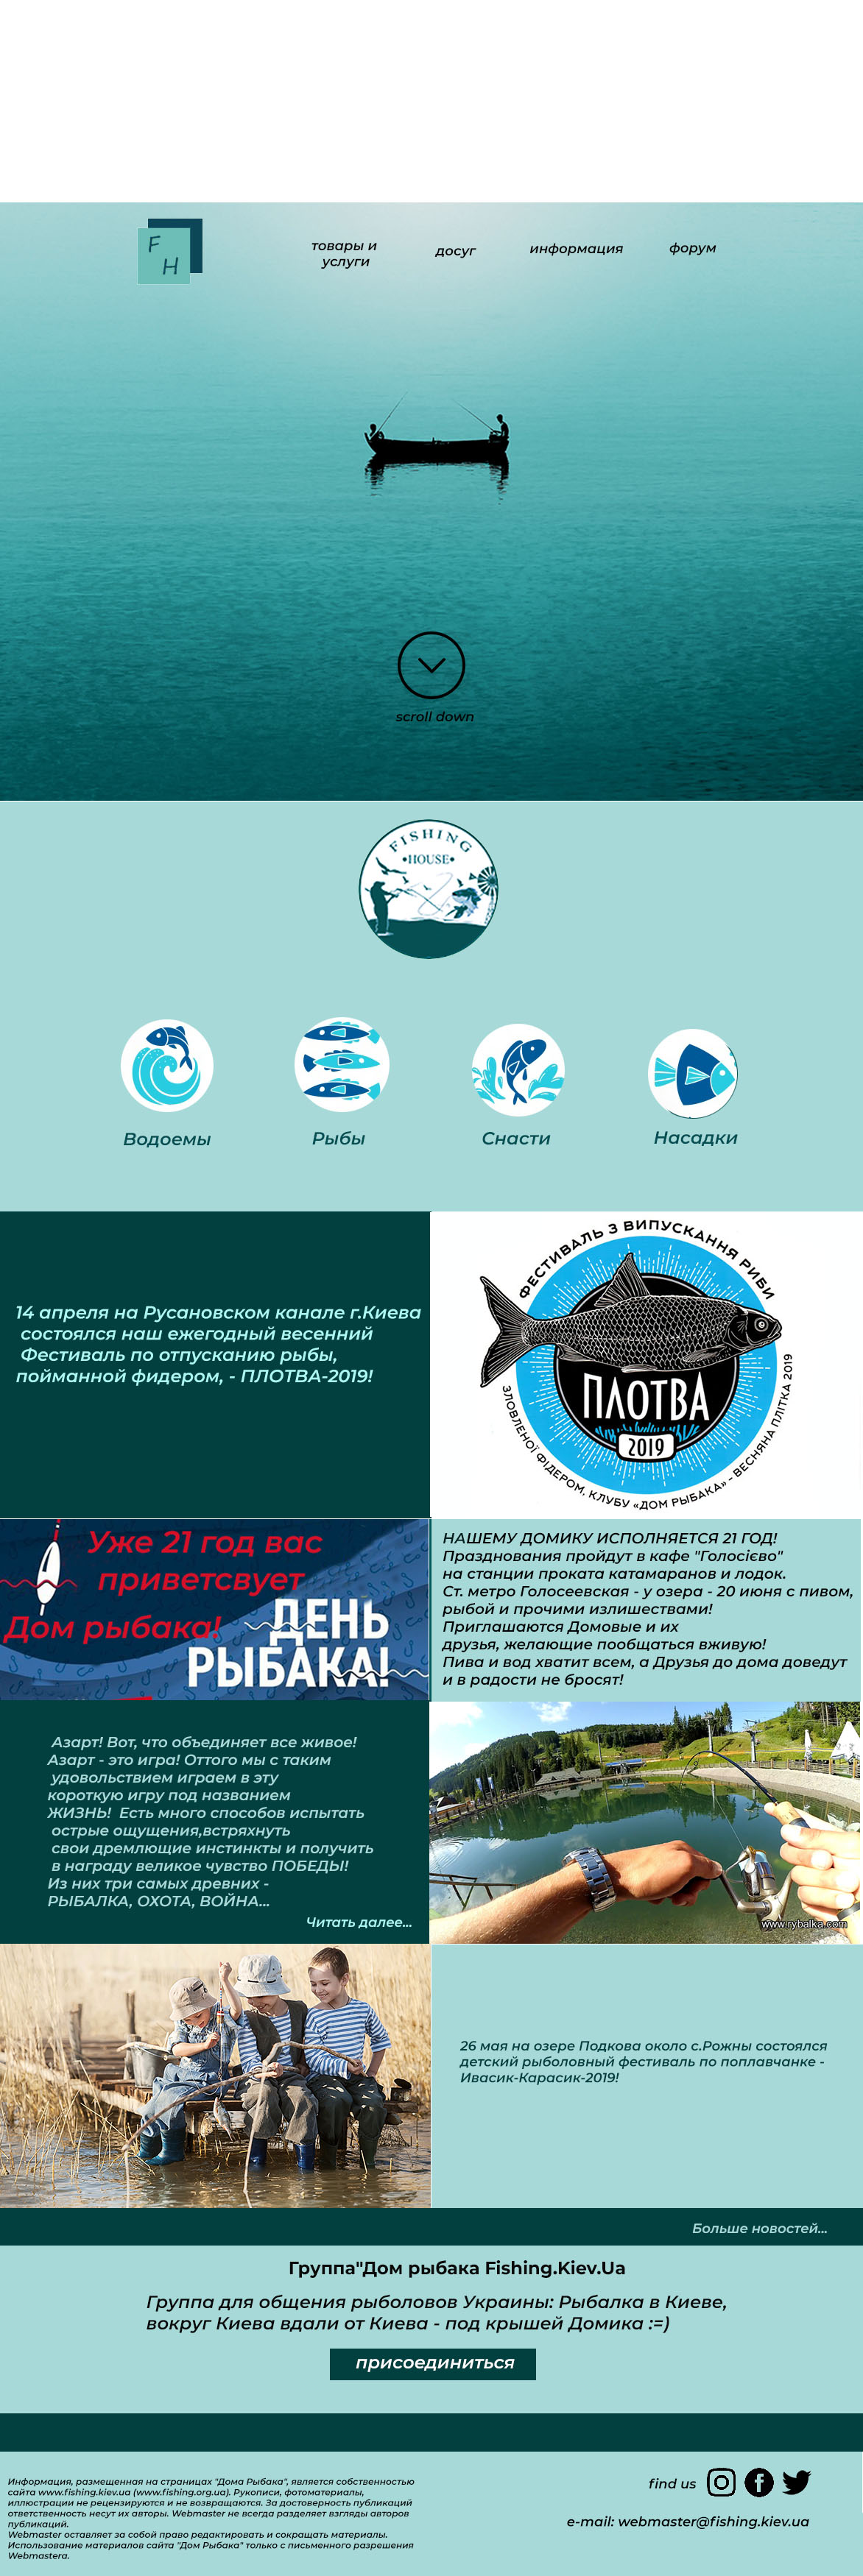 F
H
товары и
услуги
досуг
информация
форум
scroll down
FISHING
•HOUSE•
Водоемы
Рыбы
Снасти
Насадки
14 апреля на Русановском канале г.Киева
состоялся наш ежегодный весенний
Фестиваль по отпусканию рыбы,
пойманной фидером, - ПЛОТВА-2019!
ФЕСТИВАЛЬ З ВИПУСКАННЯ РИБИ
ПЛОТВА
2019
ЗЛОВЛЕНОЇ ФІДЕРОМ, КЛУБУ «ДОМ РЫБАКА» - ВЕСНЯНА ПЛІТКА 2019
Уже 21 год вас
приветсвует
Дом рыбака!
ДЕНЬ
РЫБАКА!
НАШЕМУ ДОМИКУ ИСПОЛНЯЕТСЯ 21 ГОД!
Празднования пройдут в кафе "Голосієво"
на станции проката катамаранов и лодок.
Ст. метро Голосеевская - у озера - 20 июня с пивом,
рыбой и прочими излишествами!
Приглашаются Домовые и их
друзья, желающие пообщаться вживую!
Пива и вод хватит всем, а Друзья до дома доведут
и в радости не бросят!
Азарт! Вот, что объединяет все живое!
Азарт - это игра! Оттого мы с таким
удовольствием играем в эту
короткую игру под названием
ЖИЗНЬ! Есть много способов испытать
острые ощущения,встряхнуть
свои дремлющие инстинкты и получить
в награду великое чувство ПОБЕДЫ!
Из них три самых древних -
РЫБАЛКА, ОХОТА, ВОЙНА...
Читать далее...
www.rybalka.com
26 мая на озере Подкова около с.Рожны состоялся
детский рыболовный фестиваль по поплавчанке -
Ивасик-Карасик-2019!
Больше новостей...
Группа"Дом рыбака Fishing.Kiev.Ua
Группа для общения рыболовов Украины: Рыбалка в Киеве,
вокруг Киева вдали от Киева - под крышей Домика :=)
присоединиться
Информация, размещенная на страницах "Дома Рыбака", является собственностью
сайта www.fishing.kiev.ua (www.fishing.org.ua). Рукописи, фотоматериалы,
иллюстрации не рецензируются и не возвращаются. За достоверность публикаций
ответственность несут их авторы. Webmaster не всегда разделяет взгляды авторов
публикаций.
Webmaster оставляет за собой право редактировать и сокращать материалы.
Использование материалов сайта "Дом Рыбака" только с письменного разрешения
Webmasterа.
find us
e-mail: webmaster@fishing.kiev.ua